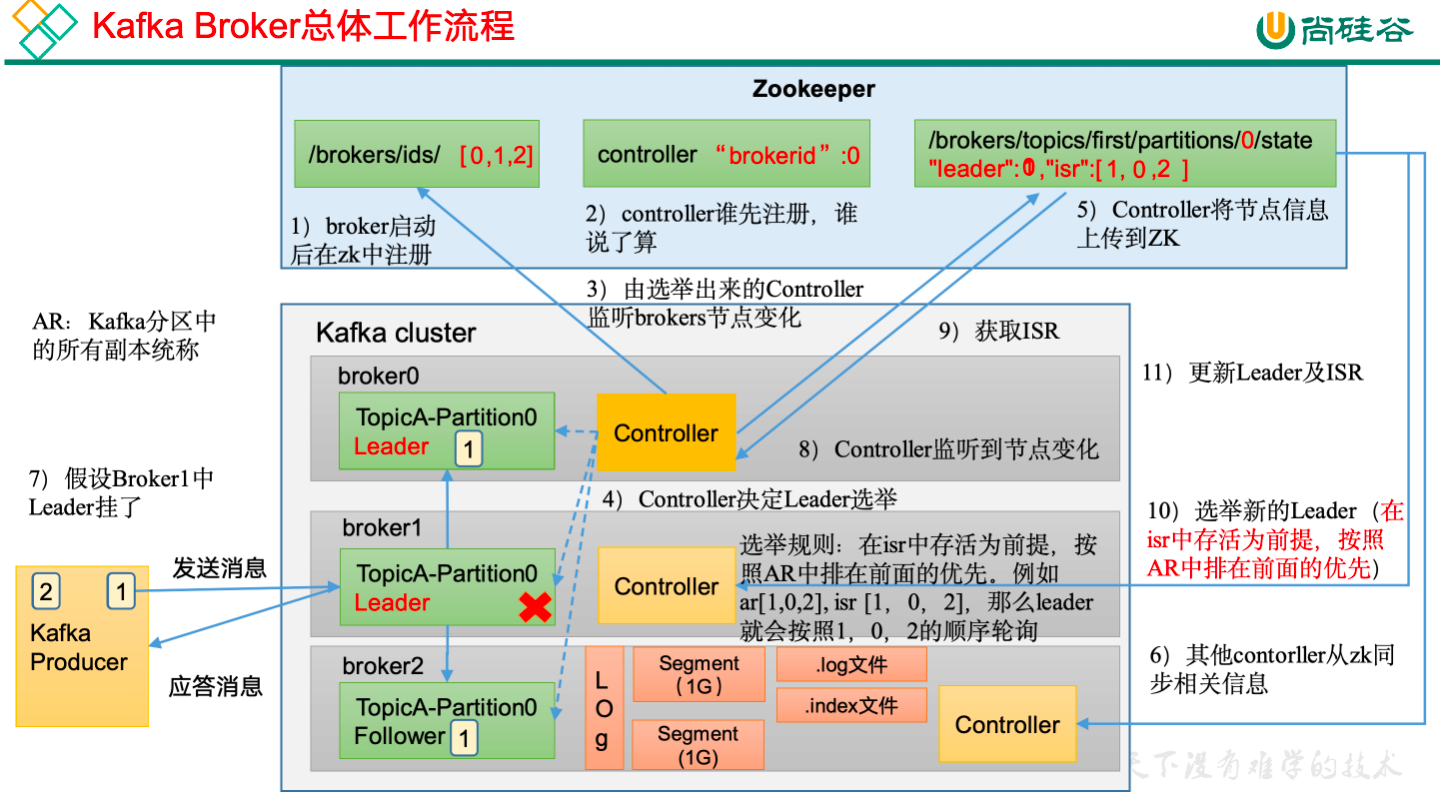 Kafka Broker总体工作流程
尚硅谷
Zookeeper
/brokers/ids/ [0,1,2]
controller “brokerid”:0
/brokers/topics/first/partitions/0/state
"leader": ,"isr":[1, 0 ,2 ]
1）broker启动
后在zk中注册
2）controller谁先注册，谁
说了算
5）Controller将节点信息
上传到ZK
3）由选举出来的Controller
监听brokers节点变化
AR：Kafka分区中
的所有副本统称
Kafka cluster
9）获取ISR
11）更新Leader及ISR
broker0
TopicA-Partition0
Leader 1
Controller
8）Controller监听到节点变化
7）假设Broker1中
Leader挂了
4）Controller决定Leader选举
10）选举新的Leader（在
isr中存活为前提，按照
AR中排在前面的优先）
broker1
TopicA-Partition0
Leader
Controller
选举规则：在isr中存活为前提，按
照AR中排在前面的优先。例如
ar[1,0,2], isr [1，0，2]，那么leader
就会按照1，0，2的顺序轮询
发送消息
2 1
Kafka
Producer
应答消息
broker2
TopicA-Partition0
Follower 1
L
O
g
Segment
（1G）
.log文件
.index文件
Segment
(1G)
Controller
6）其他contorller从zk同
步相关信息
天下没有难学的技术